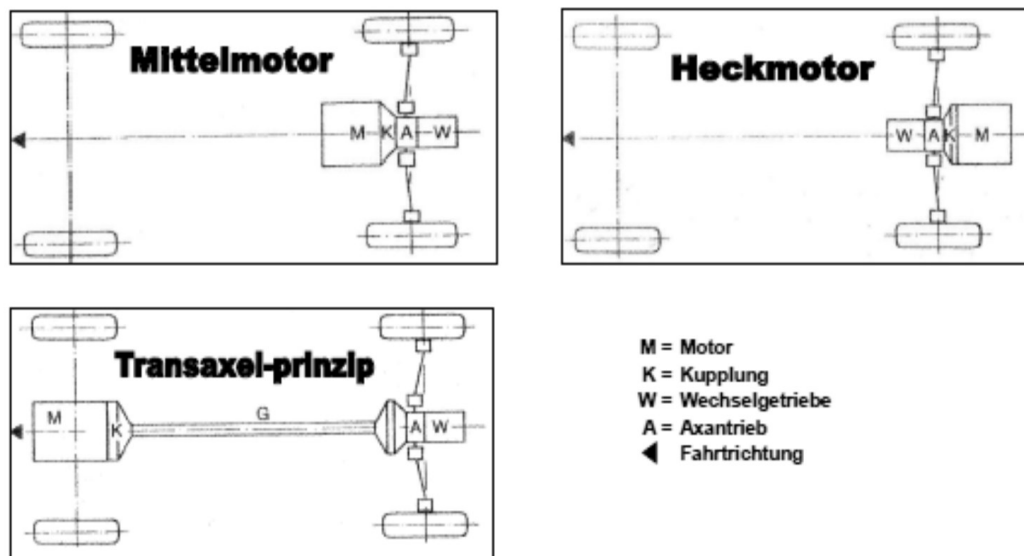 Mittelmotor
M K A W
Heckmotor
W A K M
Transaxel-prinzip
M K G A W
M = Motor
K = Kupplung
W = Wechselgetriebe
A = Axantrieb
Fahrtrichtung